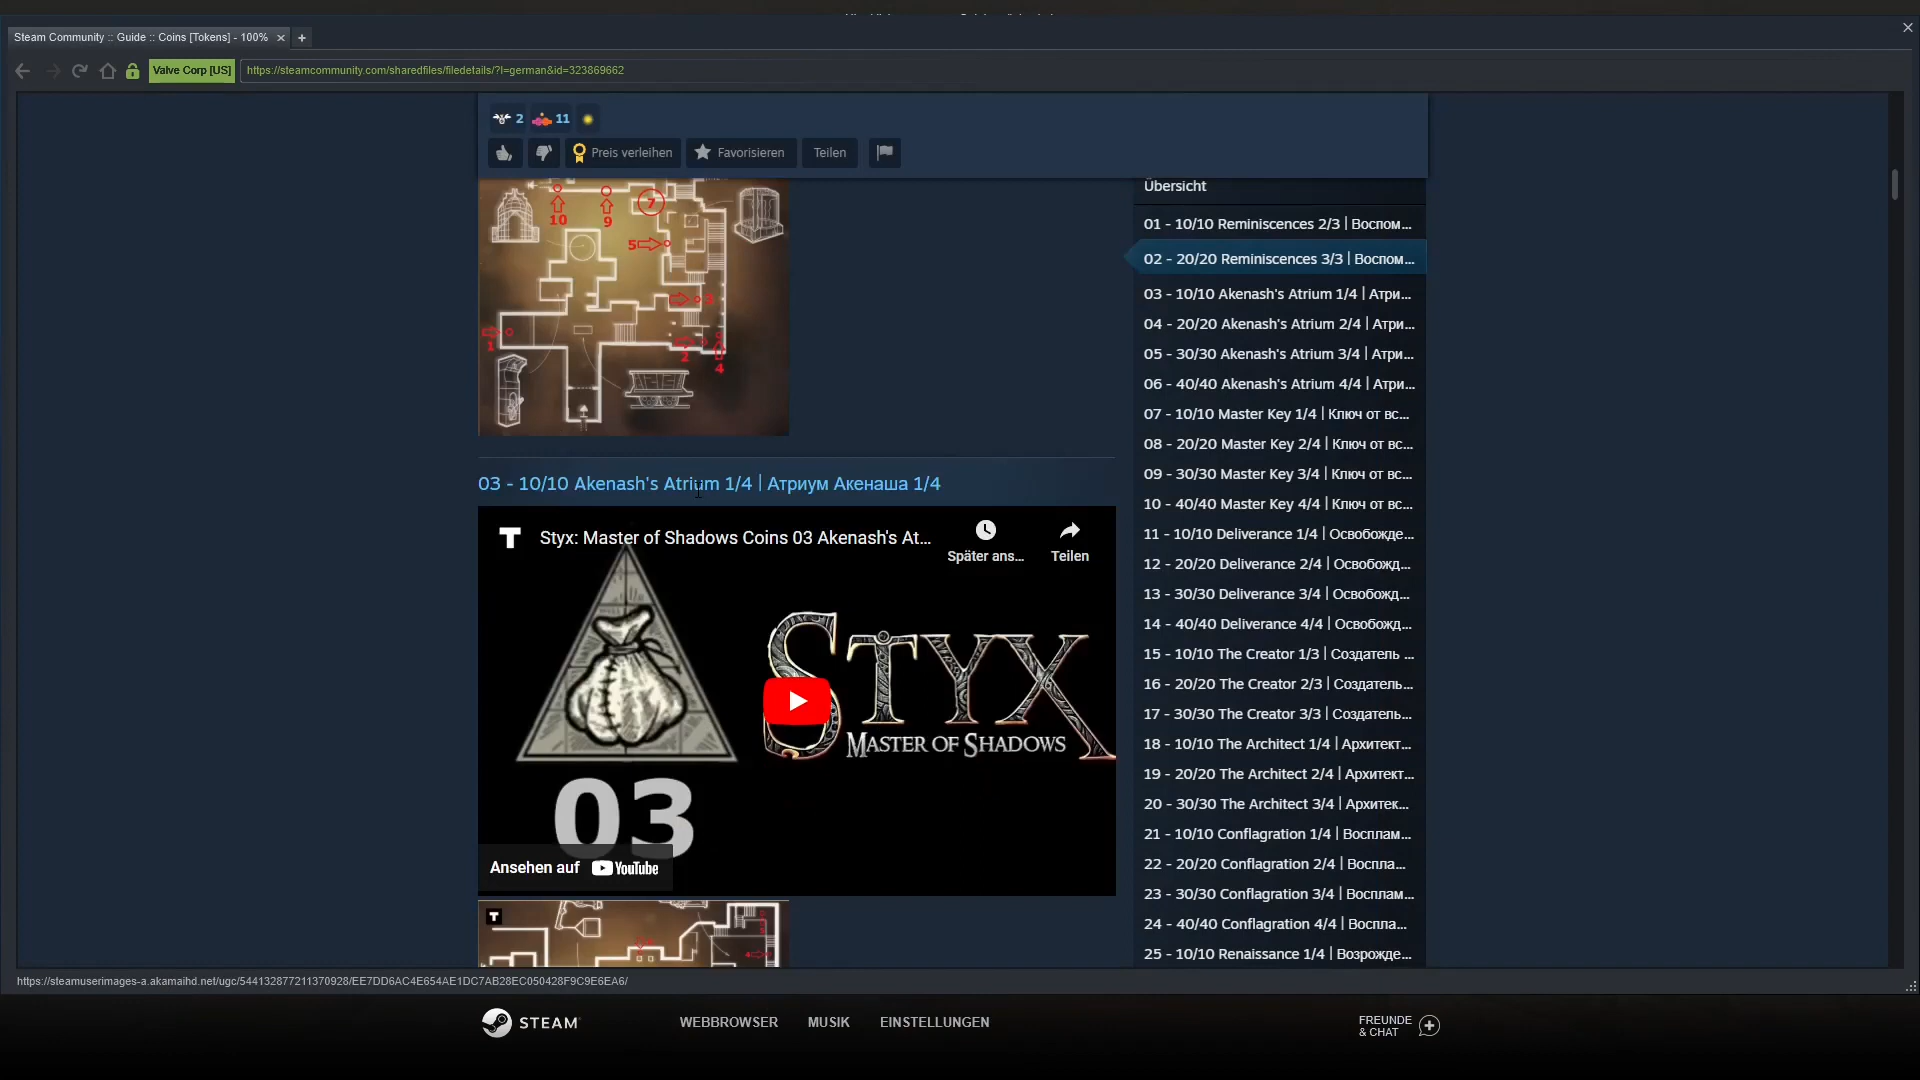 Steam Community :: Guide :: Coins [Tokens] - 100%
Valve Corp [US]
https://steamcommunity.com/sharedfiles/filedetails/?l=german&id=323869662
2
11
Preis verleihen
Favorisieren
Teilen
10
9
7
5
3
1
2
4
Übersicht
01 - 10/10 Reminiscences 2/3 | Воспом...
02 - 20/20 Reminiscences 3/3 | Воспом...
03 - 10/10 Akenash's Atrium 1/4 | Атри...
04 - 20/20 Akenash's Atrium 2/4 | Атри...
05 - 30/30 Akenash's Atrium 3/4 | Атри...
06 - 40/40 Akenash's Atrium 4/4 | Атри...
07 - 10/10 Master Key 1/4 | Ключ от вс...
08 - 20/20 Master Key 2/4 | Ключ от вс...
09 - 30/30 Master Key 3/4 | Ключ от вс...
10 - 40/40 Master Key 4/4 | Ключ от вс...
11 - 10/10 Deliverance 1/4 | Освобожде...
12 - 20/20 Deliverance 2/4 | Освобожд...
13 - 30/30 Deliverance 3/4 | Освобожд...
14 - 40/40 Deliverance 4/4 | Освобожд...
15 - 10/10 The Creator 1/3 | Создатель ...
16 - 20/20 The Creator 2/3 | Создатель...
17 - 30/30 The Creator 3/3 | Создатель...
18 - 10/10 The Architect 1/4 | Архитект...
19 - 20/20 The Architect 2/4 | Архитект...
20 - 30/30 The Architect 3/4 | Архитек...
21 - 10/10 Conflagration 1/4 | Восплам...
22 - 20/20 Conflagration 2/4 | Воспла...
23 - 30/30 Conflagration 3/4 | Восплам...
24 - 40/40 Conflagration 4/4 | Воспла...
25 - 10/10 Renaissance 1/4 | Возрожде...
03 - 10/10 Akenash's Atrium 1/4 | Атриум Акенаша 1/4
T
Styx: Master of Shadows Coins 03 Akenash's At...
Später ans...
Teilen
STYX
MASTER OF SHADOWS
03
Ansehen auf YouTube
T
https://steamuserimages-a.akamaihd.net/ugc/544132877211370928/EE7DD6AC4E654AE1DC7AB28EC050428F9C9E6EA6/
STEAM
WEBBROWSER
MUSIK
EINSTELLUNGEN
FREUNDE
& CHAT